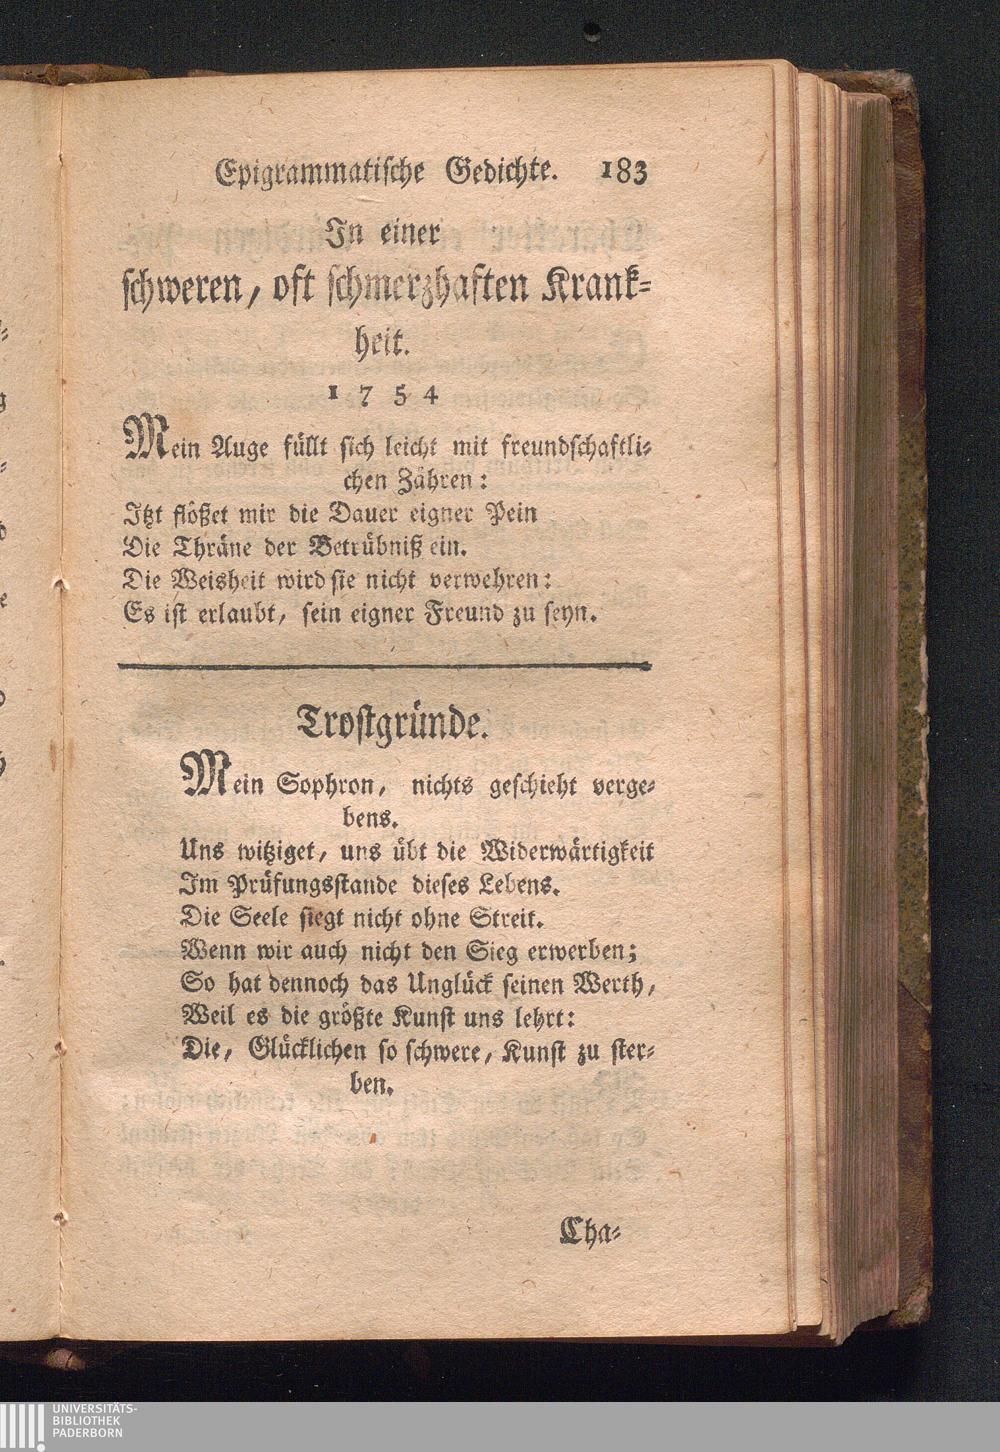 Epigrammatische Gedichte. 183
In einer
schweren, oft schmerzhaften Krank-
heit.
1754
Mein Auge füllt sich leicht mit freundschaftli-
chen Zähren:
Itzt flößet mir die Dauer eigner Pein
Die Thräne der Betrübniß ein.
Die Weisheit wird sie nicht verwehren:
Es ist erlaubt, sein eigner Freund zu seyn.
Trostgründe.
Mein Sophron, nichts geschieht verge-
bens.
Uns witziget, uns übt die Widerwärtigkeit
Im Prüfungsstande dieses Lebens.
Die Seele siegt nicht ohne Streit.
Wenn wir auch nicht den Sieg erwerben;
So hat dennoch das Unglück seinen Werth,
Weil es die größte Kunst uns lehrt:
Die, Glücklichen so schwere, Kunst zu ster-
ben.
Cha-
UNIVERSITÄTS-
BIBLIOTHEK
PADERBORN